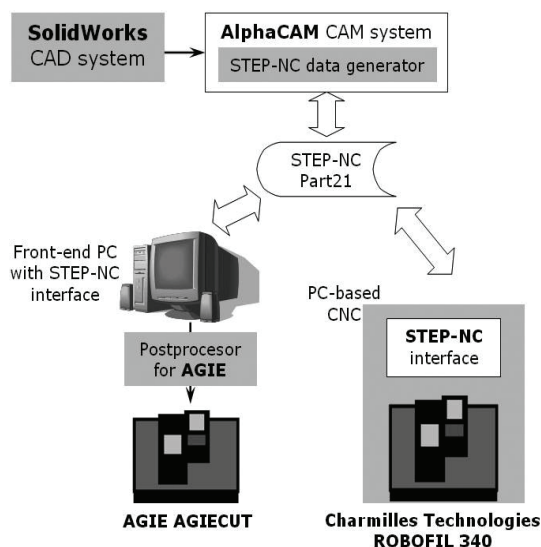 SolidWorks
CAD system
AlphaCAM CAM system
STEP-NC data generator
STEP-NC
Part21
Front-end PC
with STEP-NC
interface
PC-based
CNC
STEP-NC
interface
Postprocesor
for AGIE
AGIE AGIECUT
Charmilles Technologies
ROBOFIL 340